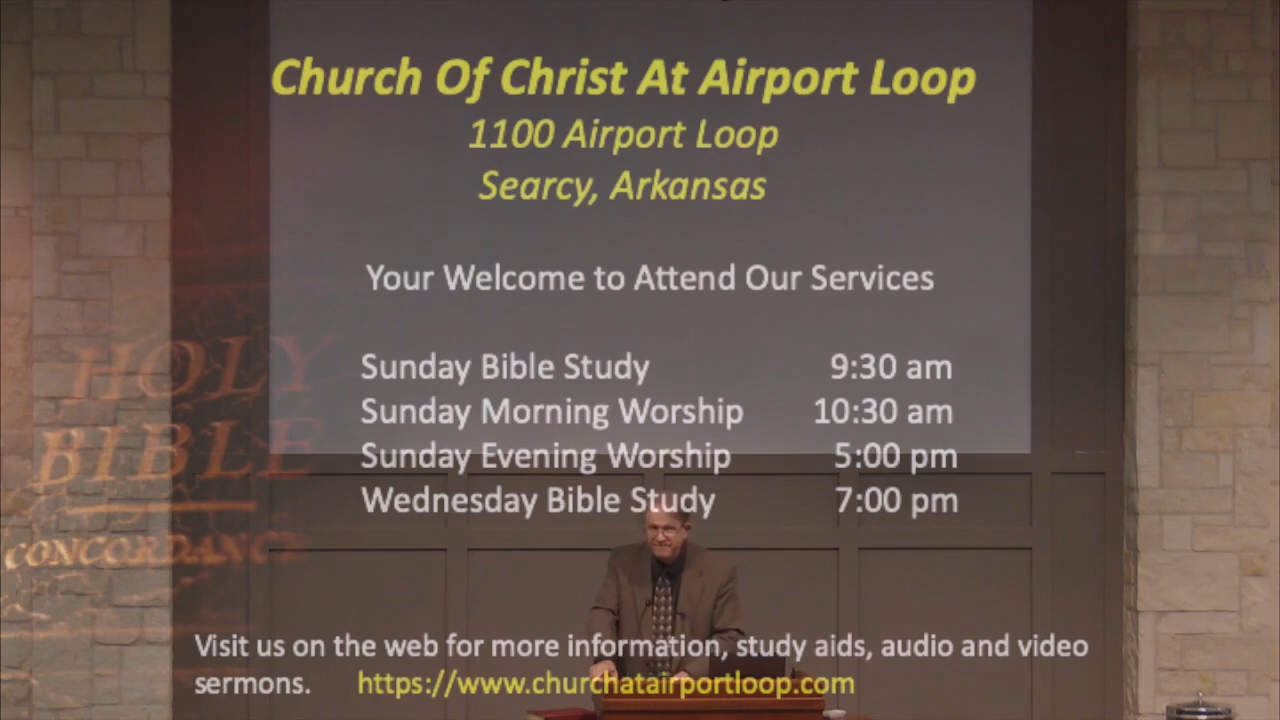 Church Of Christ At Airport Loop
1100 Airport Loop
Searcy, Arkansas
Your Welcome to Attend Our Services
Sunday Bible Study 9:30 am
Sunday Morning Worship 10:30 am
Sunday Evening Worship 5:00 pm
Wednesday Bible Study 7:00 pm
HOLY
BIBLE
CONCORDANCE
Visit us on the web for more information, study aids, audio and video
sermons. https://www.churchatairportloop.com